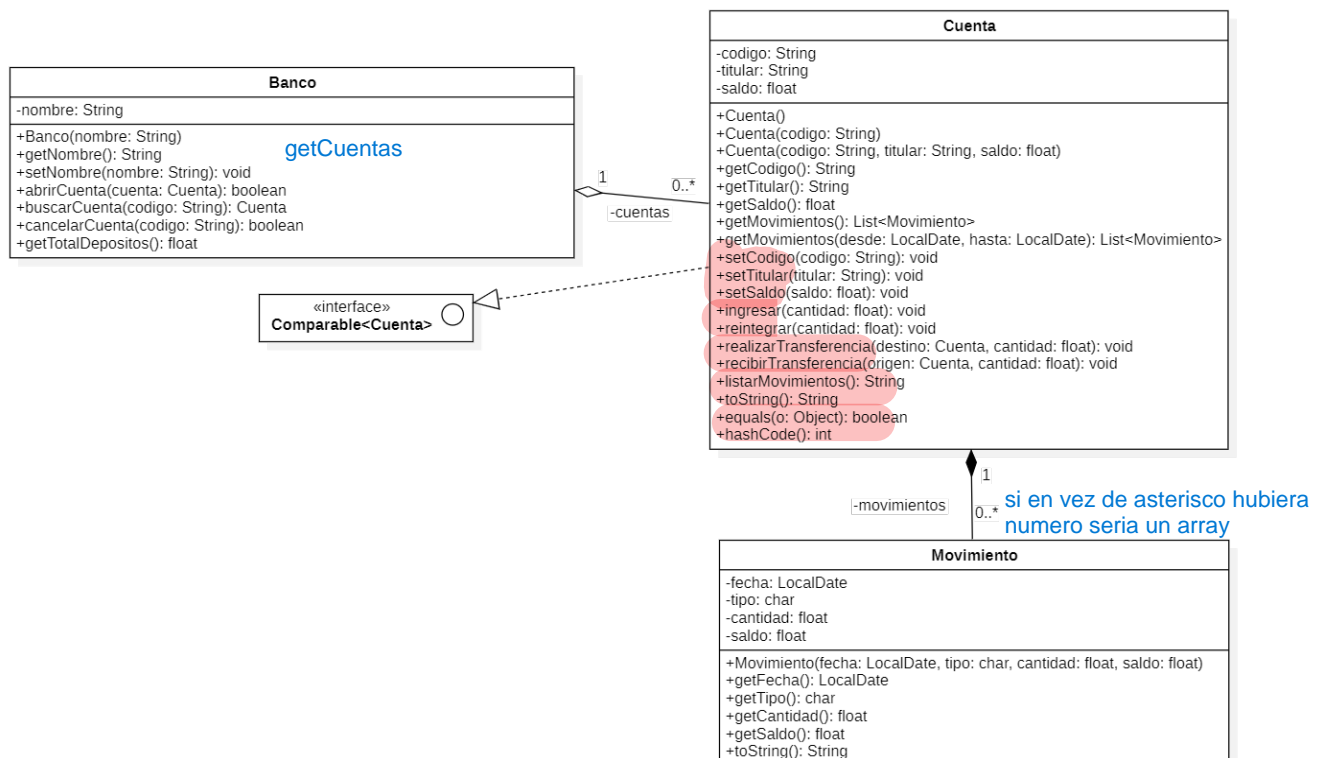 Banco
-nombre: String
+Banco(nombre: String)
+getNombre(): String
+setNombre(nombre: String): void
+abrirCuenta(cuenta: Cuenta): boolean
+buscarCuenta(codigo: String): Cuenta
+cancelarCuenta(codigo: String): boolean
+getTotalDepositos(): float
getCuentas
1
0..*
-cuentas
«interface»
Comparable<Cuenta>
Cuenta
-codigo: String
-titular: String
-saldo: float
+Cuenta()
+Cuenta(codigo: String)
+Cuenta(codigo: String, titular: String, saldo: float)
+getCodigo(): String
+getTitular(): String
+getSaldo(): float
+getMovimientos(): List<Movimiento>
+getMovimientos(desde: LocalDate, hasta: LocalDate): List<Movimiento>
+setCodigo(codigo: String): void
+setTitular(titular: String): void
+setSaldo(saldo: float): void
+ingresar(cantidad: float): void
+reintegrar(cantidad: float): void
+realizarTransferencia(destino: Cuenta, cantidad: float): void
+recibirTransferencia(origen: Cuenta, cantidad: float): void
+listarMovimientos(): String
+toString(): String
+equals(o: Object): boolean
+hashCode(): int
1
-movimientos
0..*
si en vez de asterisco hubiera
numero seria un array
Movimiento
-fecha: LocalDate
-tipo: char
-cantidad: float
-saldo: float
+Movimiento(fecha: LocalDate, tipo: char, cantidad: float, saldo: float)
+getFecha(): LocalDate
+getTipo(): char
+getCantidad(): float
+getSaldo(): float
+toString(): String